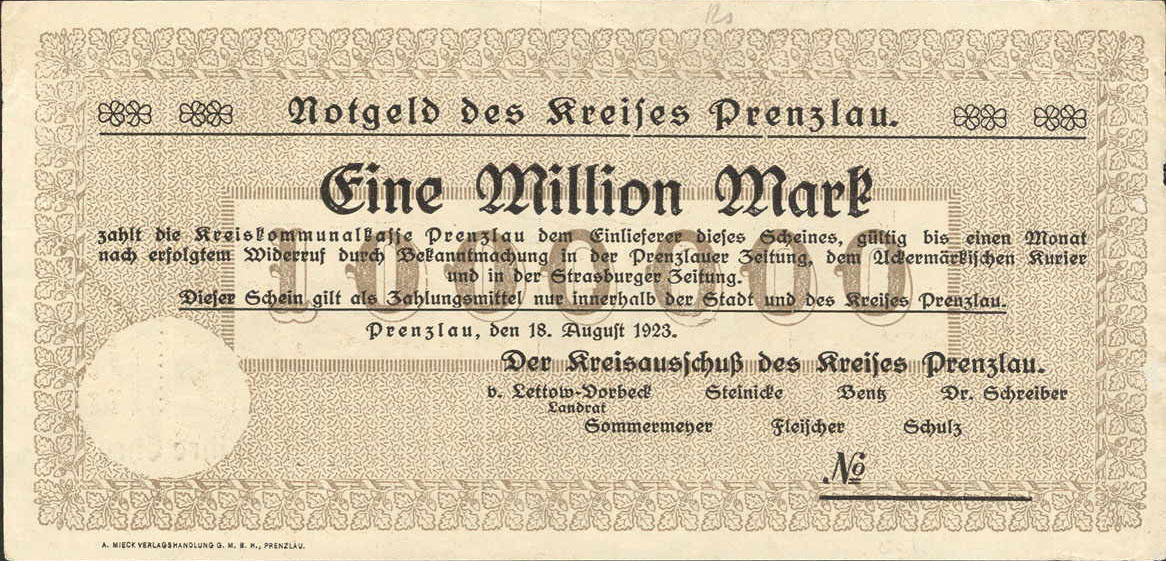 Notgeld des Kreises Prenzlau.
Eine Million Mark
1000000
zahlt die Kreiskommunalkasse Prenzlau dem Einlieferer dieses Scheines, gültig bis einen Monat
nach erfolgtem Widerruf durch Bekanntmachung in der Prenzlauer Zeitung, dem Uckermärkischen Kurier
und in der Strasburger Zeitung.
Dieser Schein gilt als Zahlungsmittel nur innerhalb der Stadt und des Kreises Prenzlau.
Prenzlau, den 18. August 1923.
Der Kreisausschuß des Kreises Prenzlau.
v. Lettow-Vorbeck Steinicke Bentz Dr. Schreiber
Landrat
Sommermeyer Fleischer Schulz
No
A. MIECK VERLAGSHANDLUNG G. M. B. H., PRENZLAU.